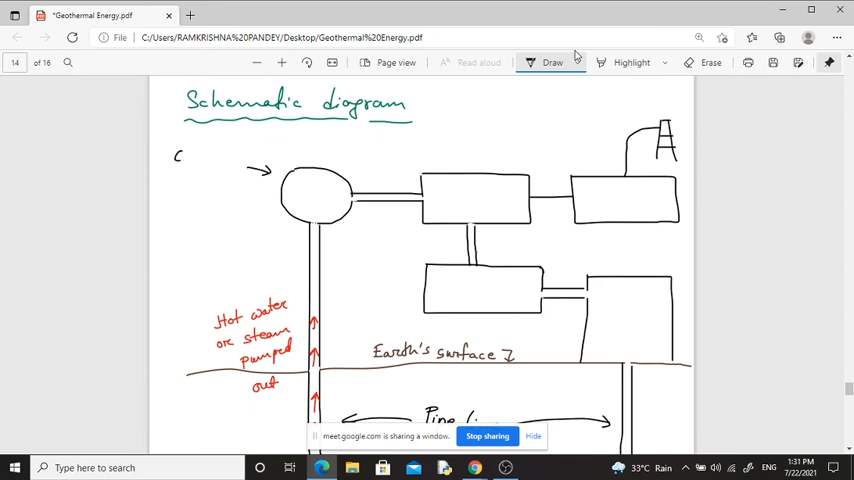 *Geothermal Energy.pdf
File
C:/Users/RAMKRISHNA%20PANDEY/Desktop/Geothermal%20Energy.pdf
14 of 16
Page view
Read aloud
Draw
Highlight
Erase
Schematic diagram
C
Hot water
or steam
pumped
out
Earth's surface
meet.google.com is sharing a window.
Stop sharing
Hide
Type here to search
33°C Rain
ENG
1:31 PM
7/22/2021